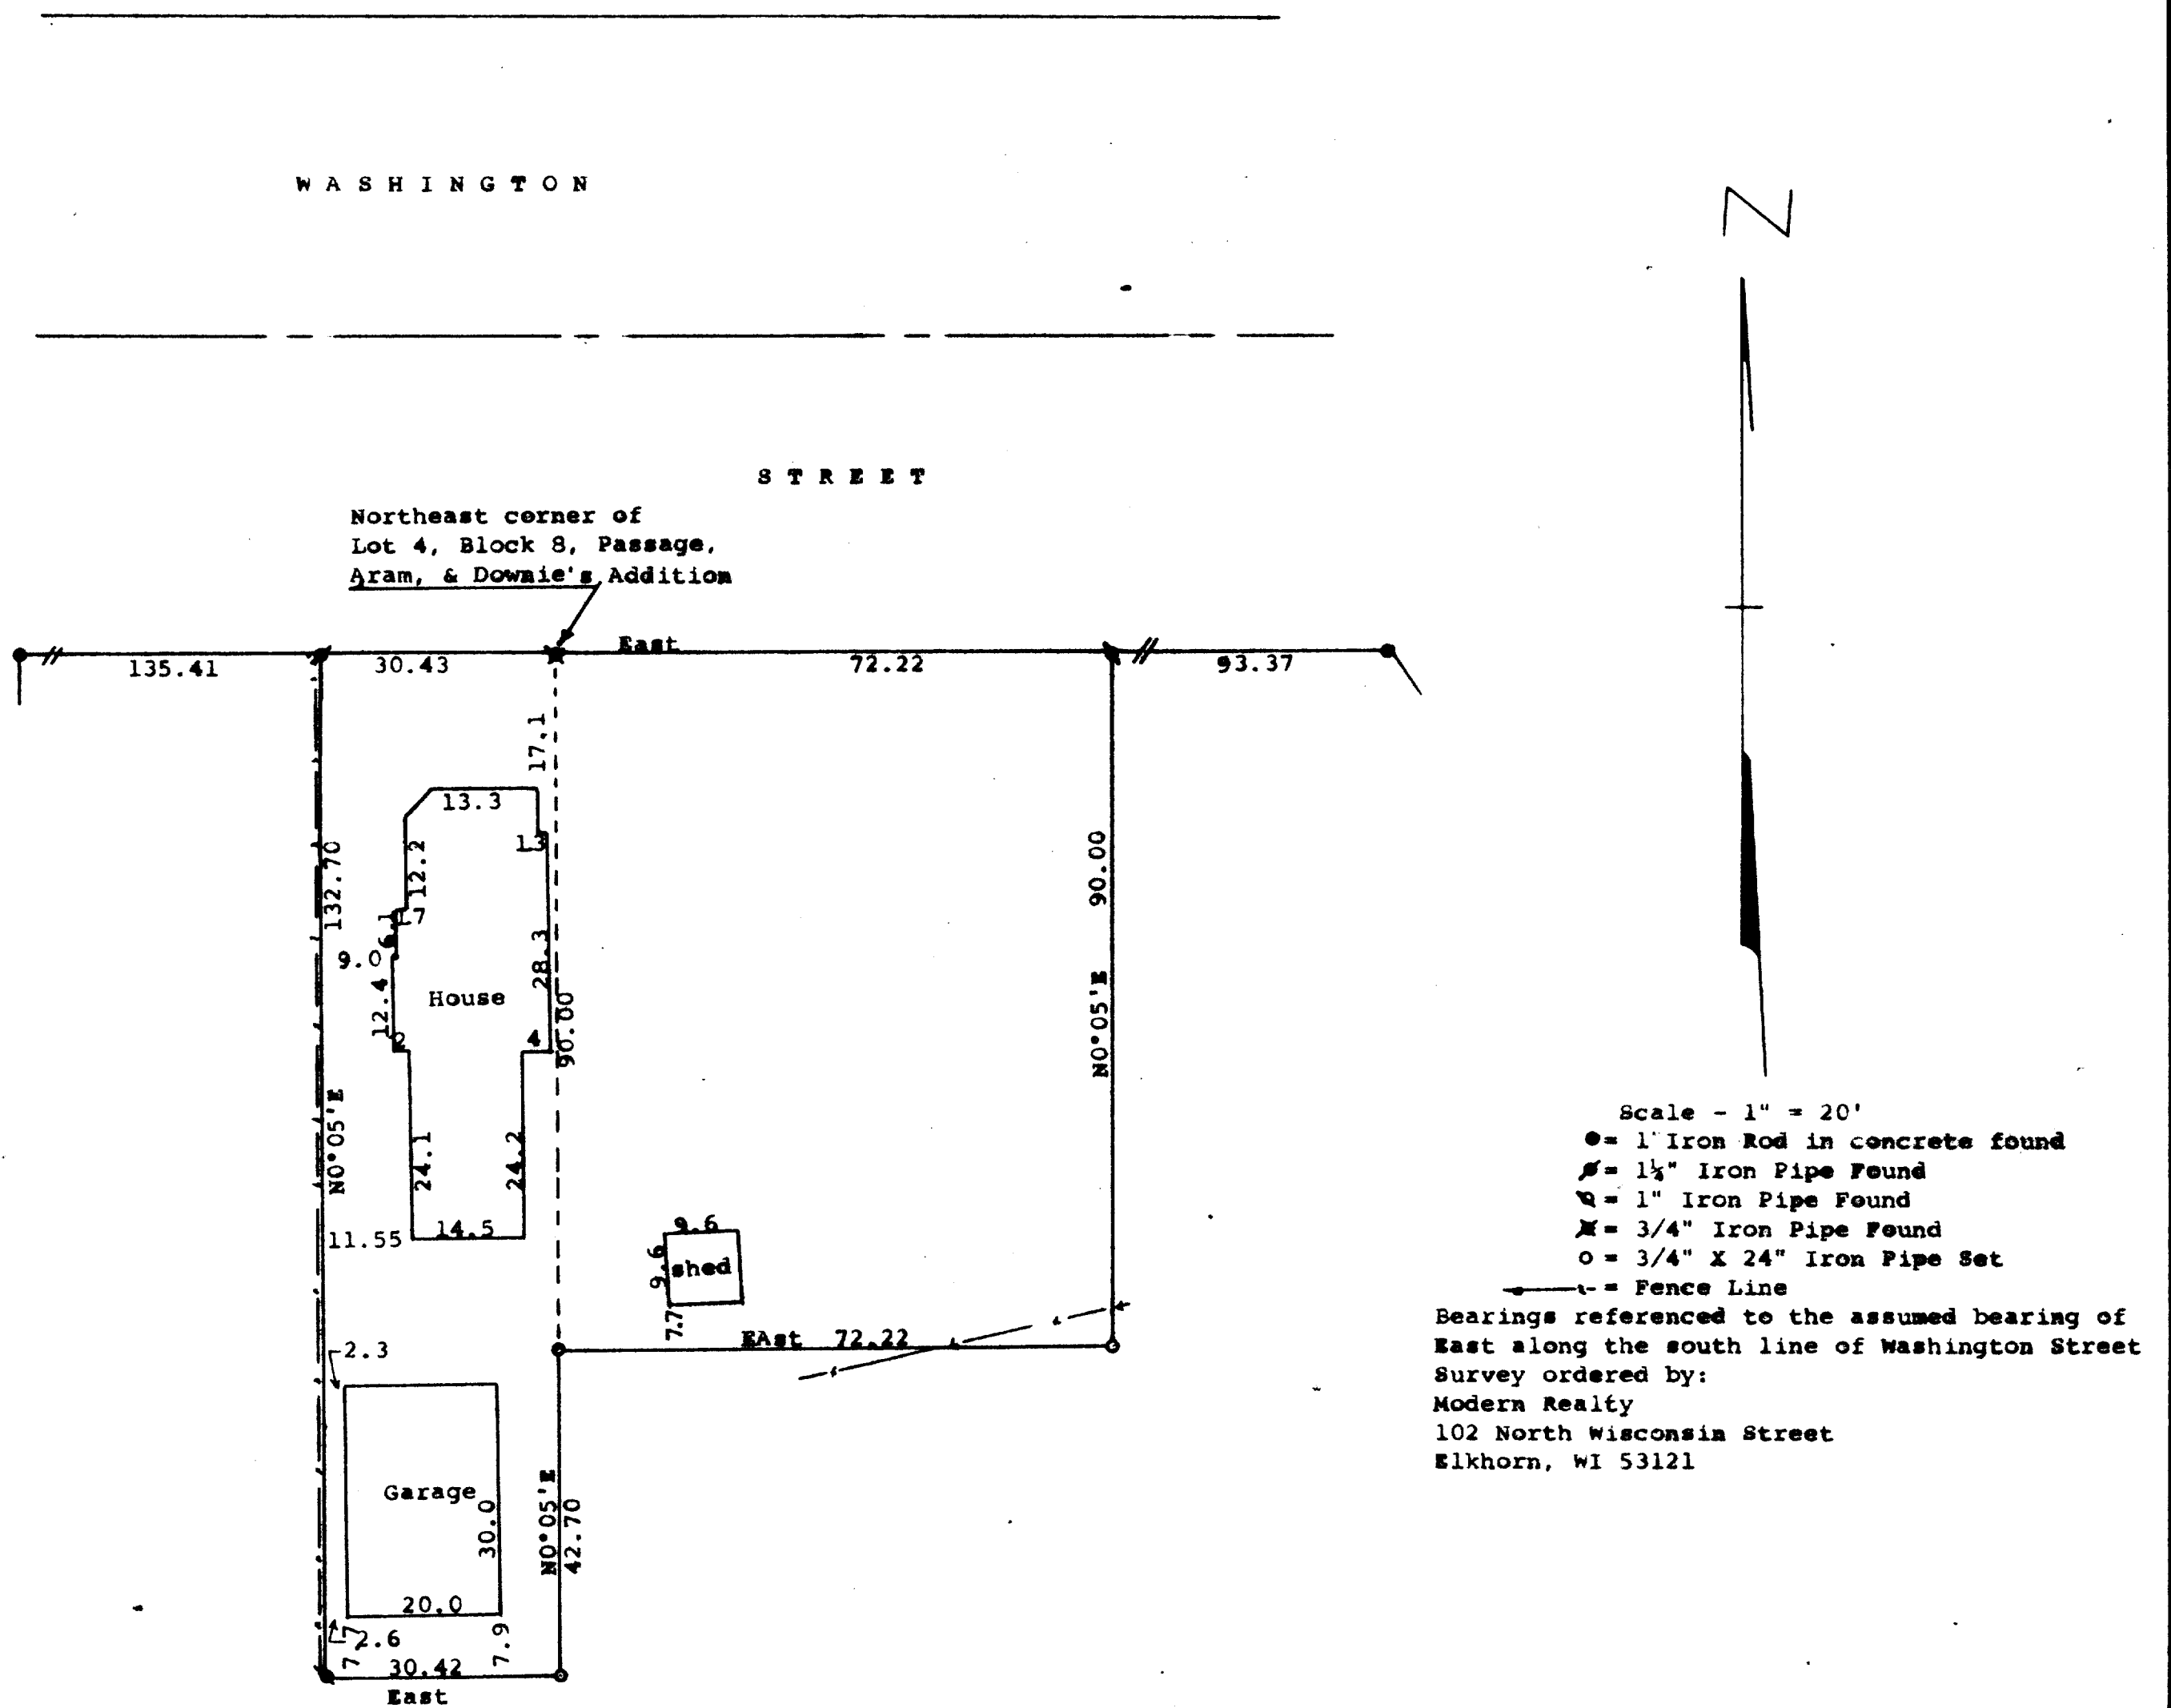 WASHINGTON
N
STREET
Northeast corner of
Lot 4, Block 8, Passage,
Aram, & Downie's Addition
East
135.41
30.43
72.22
93.37
17.1
13.3
13
12.2
132.70
90.00
17
6.1
9.0
28.3
12.4
House
N0°05'E
2
4
90.00
N0°05'E
24.1
24.2
11.55
14.5
9.6
9.6
shed
7.7
EAst 72.22
2.3
Garage
30.0
N0°05'E
42.70
20.0
2.6
7.7
7.9
30.42
East
Scale - 1" = 20'
= 1" Iron Rod in concrete found
= 1¼" Iron Pipe Found
= 1" Iron Pipe Found
= 3/4" Iron Pipe Found
o = 3/4" X 24" Iron Pipe Set
= Fence Line
Bearings referenced to the assumed bearing of
East along the south line of Washington Street
Survey ordered by:
Modern Realty
102 North Wisconsin Street
Elkhorn, WI 53121